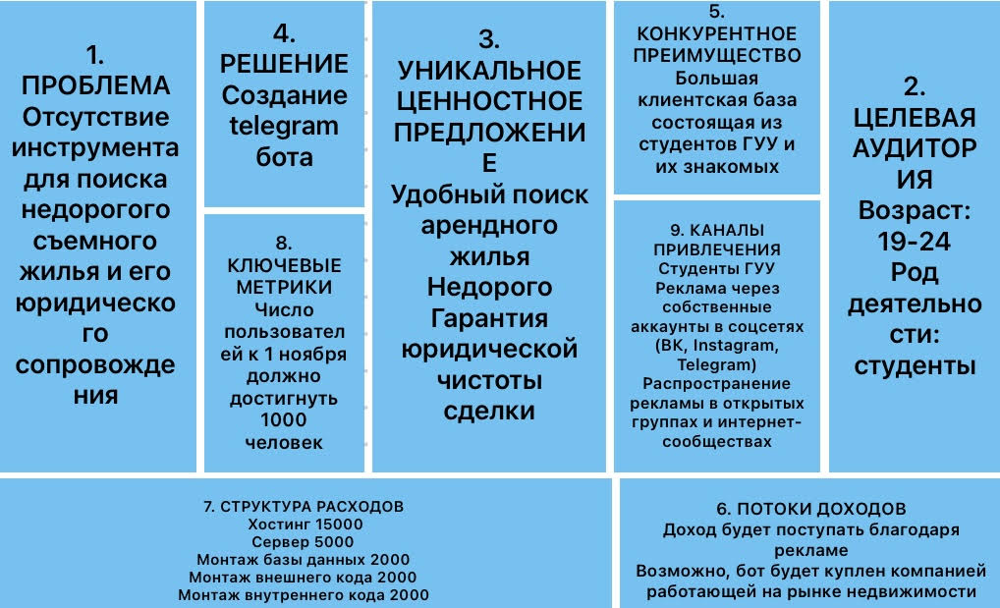 1.
ПРОБЛЕМА
Отсутствие
инструмента
для поиска
недорогого
съемного
жилья и его
юридическо
го
сопровожде
ния
4.
РЕШЕНИЕ
Создание
telegram
бота
8.
КЛЮЧЕВЫЕ
МЕТРИКИ
Число
пользовател
ей к 1 ноября
должно
достигнуть
1000
человек
3.
УНИКАЛЬНОЕ
ЦЕННОСТНОЕ
ПРЕДЛОЖЕНИ
Е
Удобный поиск
арендного
жилья
Недорого
Гарантия
юридической
чистоты
сделки
5.
КОНКУРЕНТНОЕ
ПРЕИМУЩЕСТВО
Большая
клиентская база
состоящая из
студентов ГУУ и
их знакомых
9. КАНАЛЫ
ПРИВЛЕЧЕНИЯ
Студенты ГУУ
Реклама через
собственные
аккаунты в соцсетях
(ВК, Instagram,
Telegram)
Распространение
рекламы в открытых
группах и интернет-
сообществах
2.
ЦЕЛЕВАЯ
АУДИТОР
ИЯ
Возраст:
19-24
Род
деятельно
сти:
студенты
7. СТРУКТУРА РАСХОДОВ
Хостинг 15000
Сервер 5000
Монтаж базы данных 2000
Монтаж внешнего кода 2000
Монтаж внутреннего кода 2000
6. ПОТОКИ ДОХОДОВ
Доход будет поступать благодаря
рекламе
Возможно, бот будет куплен компанией
работающей на рынке недвижимости